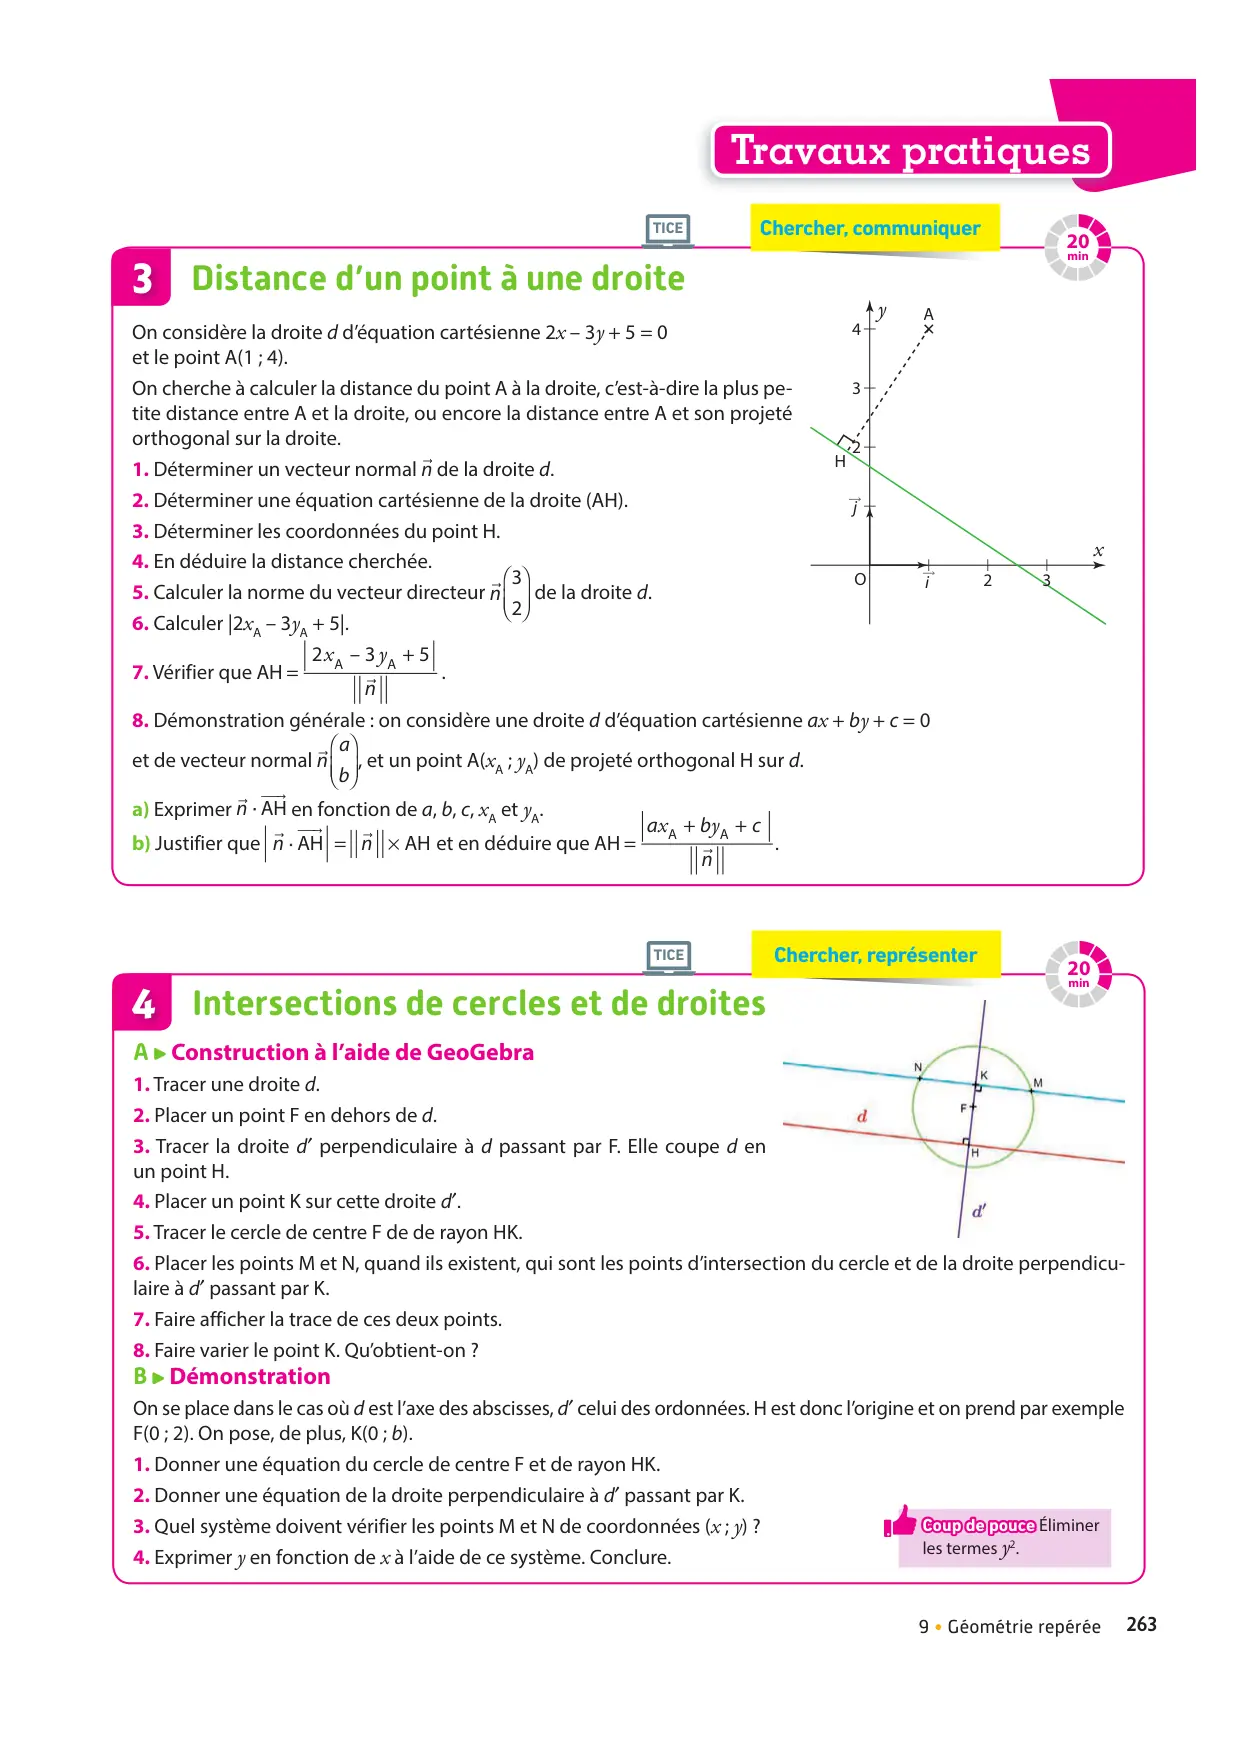 Travaux pratiques
TICE
Chercher, communiquer
20
min
3 Distance d’un point à une droite
On considère la droite d d’équation cartésienne 2x – 3y + 5 = 0
et le point A(1 ; 4).
On cherche à calculer la distance du point A à la droite, c’est-à-dire la plus pe-
tite distance entre A et la droite, ou encore la distance entre A et son projeté
orthogonal sur la droite.
1. Déterminer un vecteur normal n⃗ de la droite d.
2. Déterminer une équation cartésienne de la droite (AH).
3. Déterminer les coordonnées du point H.
4. En déduire la distance cherchée.
5. Calculer la norme du vecteur directeur n⃗(3 2) de la droite d.
6. Calculer |2x_A – 3y_A + 5|.
7. Vérifier que AH = |2x_A – 3y_A + 5| / ||n⃗||.
8. Démonstration générale : on considère une droite d d’équation cartésienne ax + by + c = 0
et de vecteur normal n⃗(a b), et un point A(x_A ; y_A) de projeté orthogonal H sur d.
a) Exprimer n⃗ · AH⃗ en fonction de a, b, c, x_A et y_A.
b) Justifier que |n⃗ · AH⃗| = ||n⃗|| × AH et en déduire que AH = |ax_A + by_A + c| / ||n⃗||.
y
A
4
3
2
H
j⃗
x
O
i⃗
2
3
TICE
Chercher, représenter
20
min
4 Intersections de cercles et de droites
A ▶ Construction à l’aide de GeoGebra
1. Tracer une droite d.
2. Placer un point F en dehors de d.
3. Tracer la droite d′ perpendiculaire à d passant par F. Elle coupe d en
un point H.
4. Placer un point K sur cette droite d′.
5. Tracer le cercle de centre F de de rayon HK.
6. Placer les points M et N, quand ils existent, qui sont les points d’intersection du cercle et de la droite perpendicu-
laire à d′ passant par K.
7. Faire afficher la trace de ces deux points.
8. Faire varier le point K. Qu’obtient-on ?
N
K
M
F
d
H
d′
B ▶ Démonstration
On se place dans le cas où d est l’axe des abscisses, d′ celui des ordonnées. H est donc l’origine et on prend par exemple
F(0 ; 2). On pose, de plus, K(0 ; b).
1. Donner une équation du cercle de centre F et de rayon HK.
2. Donner une équation de la droite perpendiculaire à d′ passant par K.
3. Quel système doivent vérifier les points M et N de coordonnées (x ; y) ?
4. Exprimer y en fonction de x à l’aide de ce système. Conclure.
Coup de pouce Éliminer
les termes y².
9 • Géométrie repérée 263